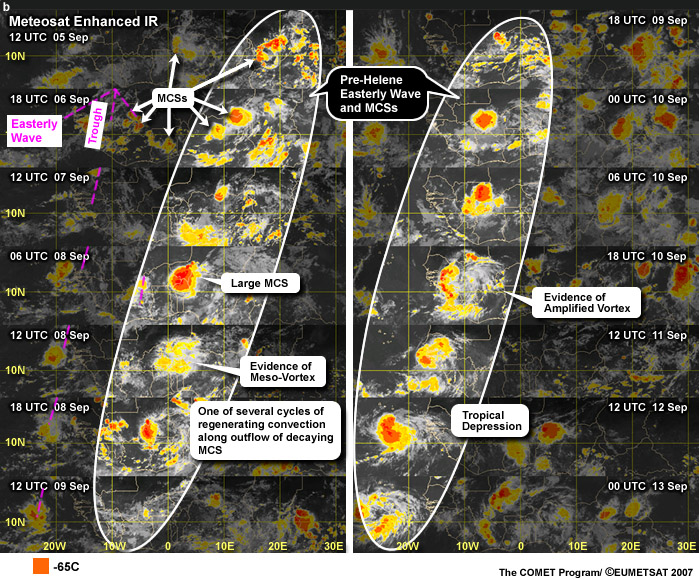 b
Meteosat Enhanced IR
12 UTC 05 Sep
10N
18 UTC 06 Sep
MCSs
Easterly
Wave
Trough
12 UTC 07 Sep
10N
06 UTC 08 Sep
10N
Large MCS
12 UTC 08 Sep
10N
Evidence of
Meso-Vortex
18 UTC 08 Sep
10N
One of several cycles of
regenerating convection
along outflow of decaying
MCS
12 UTC 09 Sep
10N
20W 10W 0 10E 20E 30E
Pre-Helene
Easterly Wave
and MCSs
18 UTC 09 Sep
00 UTC 10 Sep
06 UTC 10 Sep
18 UTC 10 Sep
Evidence of
Amplified Vortex
12 UTC 11 Sep
12 UTC 12 Sep
Tropical
Depression
00 UTC 13 Sep
20W 10W 0 10E 20E 30E
-65C
The COMET Program/ ©EUMETSAT 2007